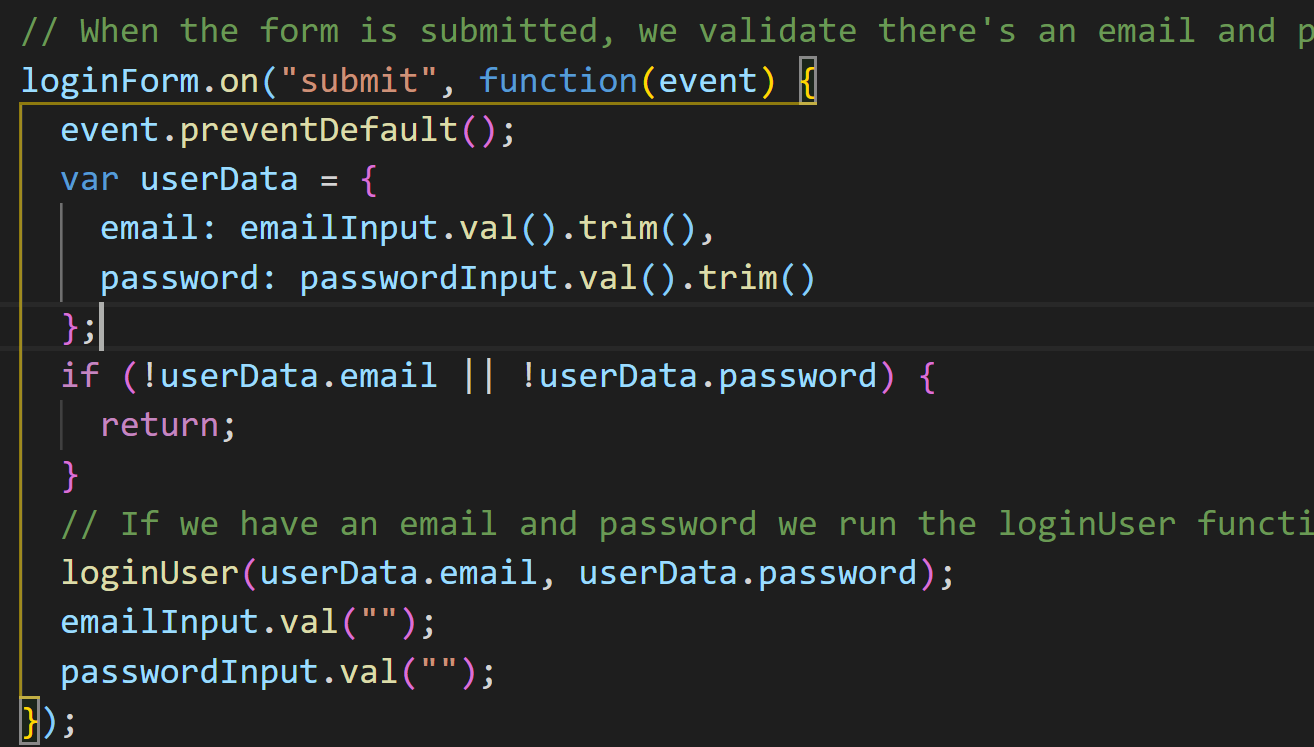 // When the form is submitted, we validate there's an email and
loginForm.on("submit", function(event) {
  event.preventDefault();
  var userData = {
    email: emailInput.val().trim(),
    password: passwordInput.val().trim()
  };
  if (!userData.email || !userData.password) {
    return;
  }
  // If we have an email and password we run the loginUser
  loginUser(userData.email, userData.password);
  emailInput.val("");
  passwordInput.val("");
});